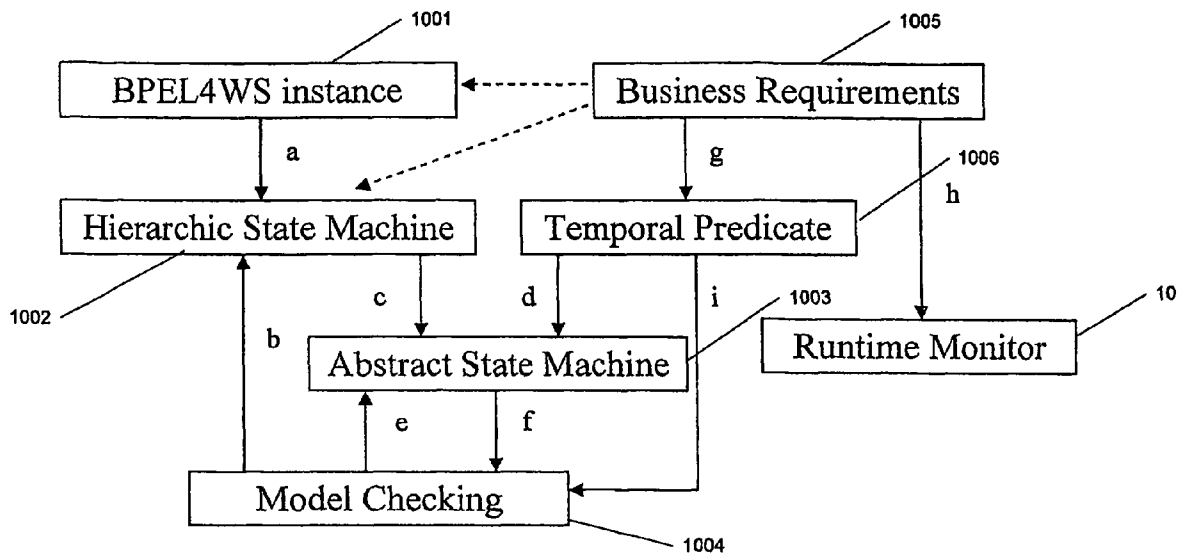 1001
1005
BPEL4WS instance
Business Requirements
a
g
1006
h
Hierarchic State Machine
Temporal Predicate
1002
c
d
i
1003
10
b
Abstract State Machine
Runtime Monitor
e
f
Model Checking
1004